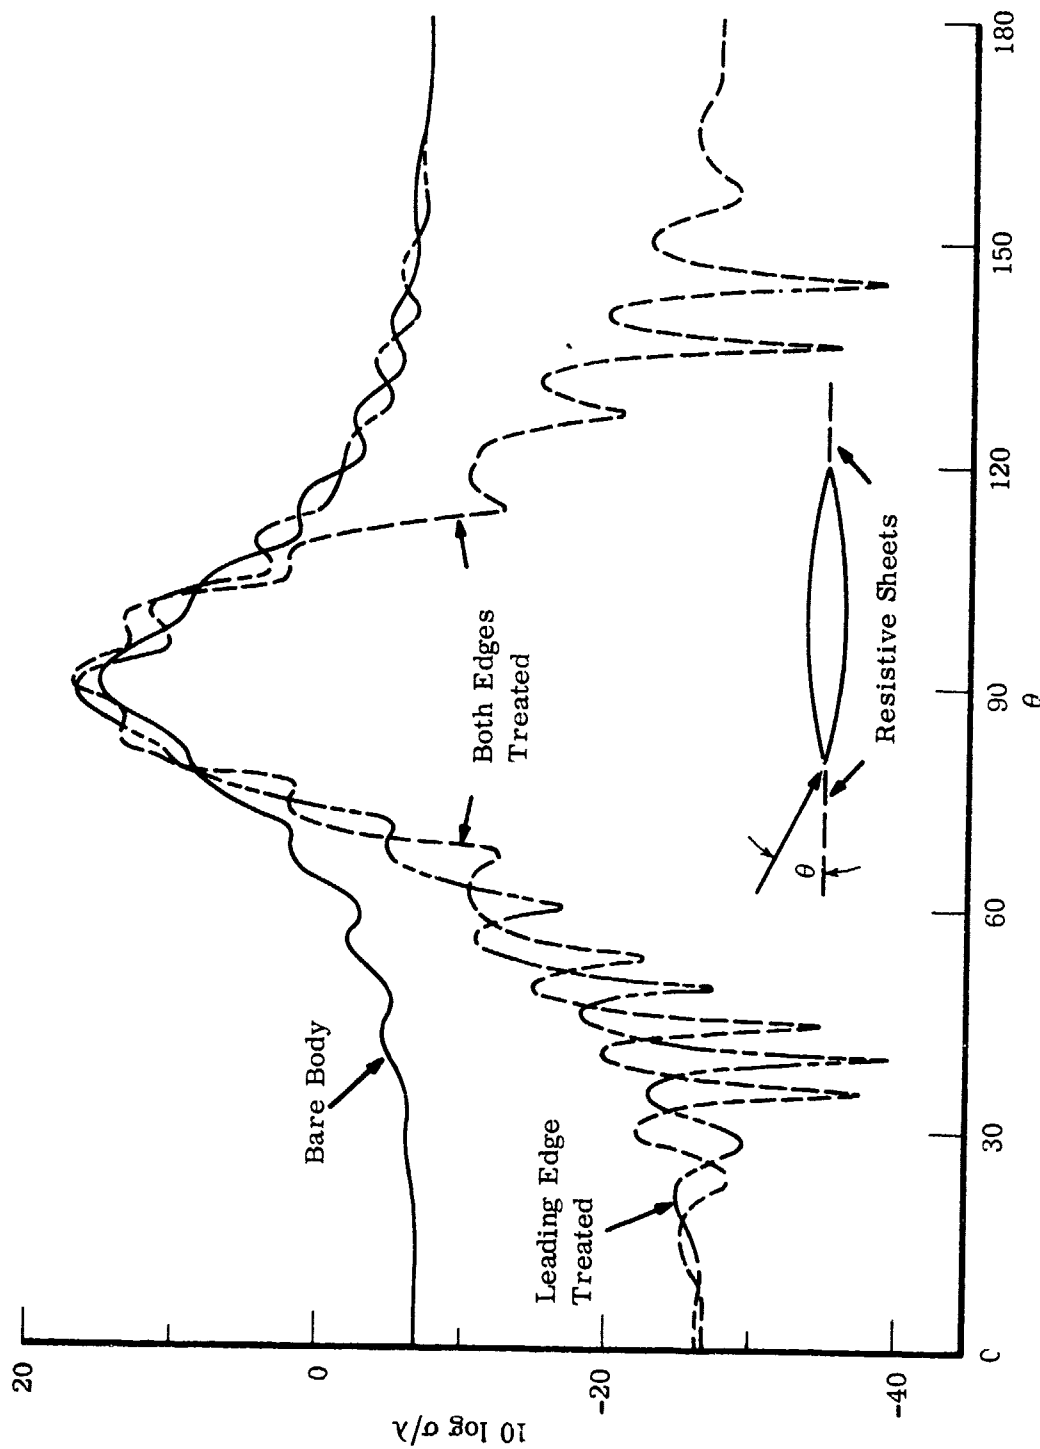 20
0
-20
-40
10 log σ/λ
Bare Body
Leading Edge
Treated
Both Edges
Treated
θ
Resistive Sheets
C
30
60
90
120
150
180
θ